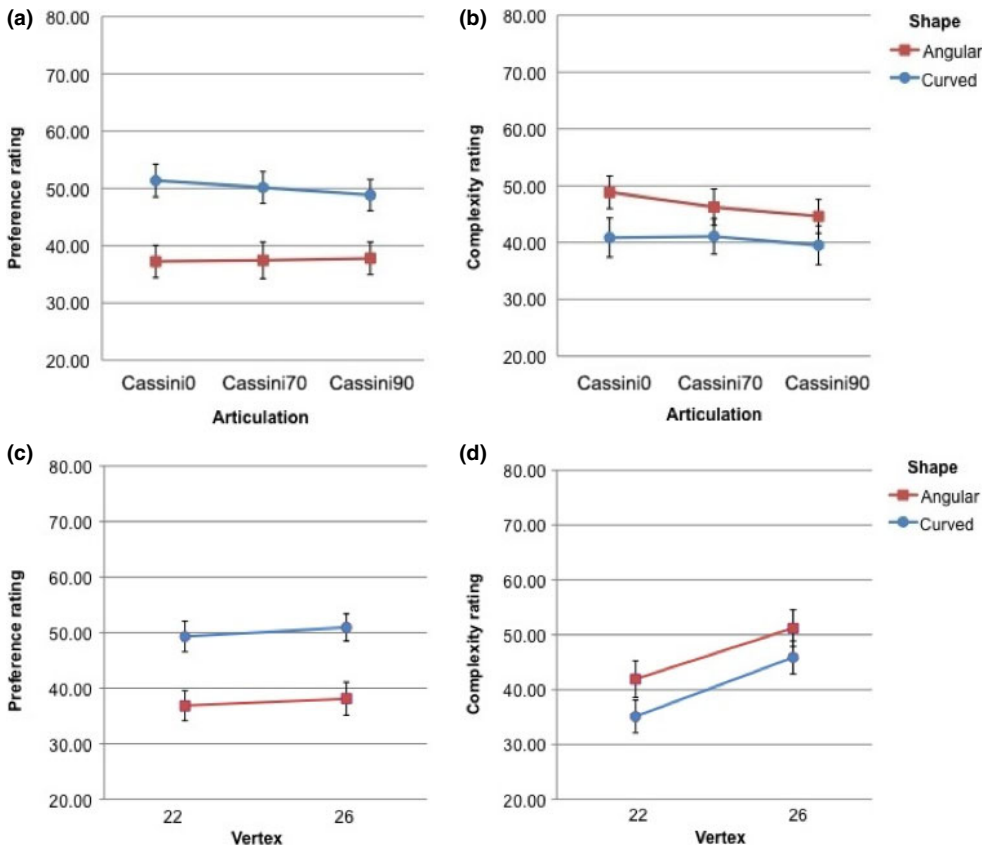 (a)
80.00
70.00
60.00
50.00
40.00
30.00
20.00
Preference rating
Cassini0 Cassini70 Cassini90
Articulation
(b)
80.00
70.00
60.00
50.00
40.00
30.00
20.00
Complexity rating
Cassini0 Cassini70 Cassini90
Articulation
Shape
Angular
Curved
(c)
80.00
70.00
60.00
50.00
40.00
30.00
20.00
Preference rating
22 26
Vertex
(d)
80.00
70.00
60.00
50.00
40.00
30.00
20.00
Complexity rating
22 26
Vertex
Shape
Angular
Curved